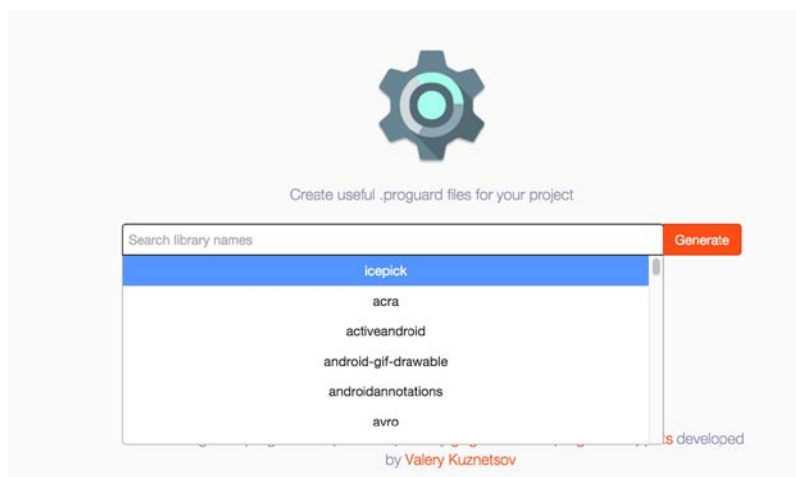 Create useful .proguard files for your project
Search library names
Generate
icepick
acra
activeandroid
android-gif-drawable
androidannotations
avro
developed
by Valery Kuznetsov